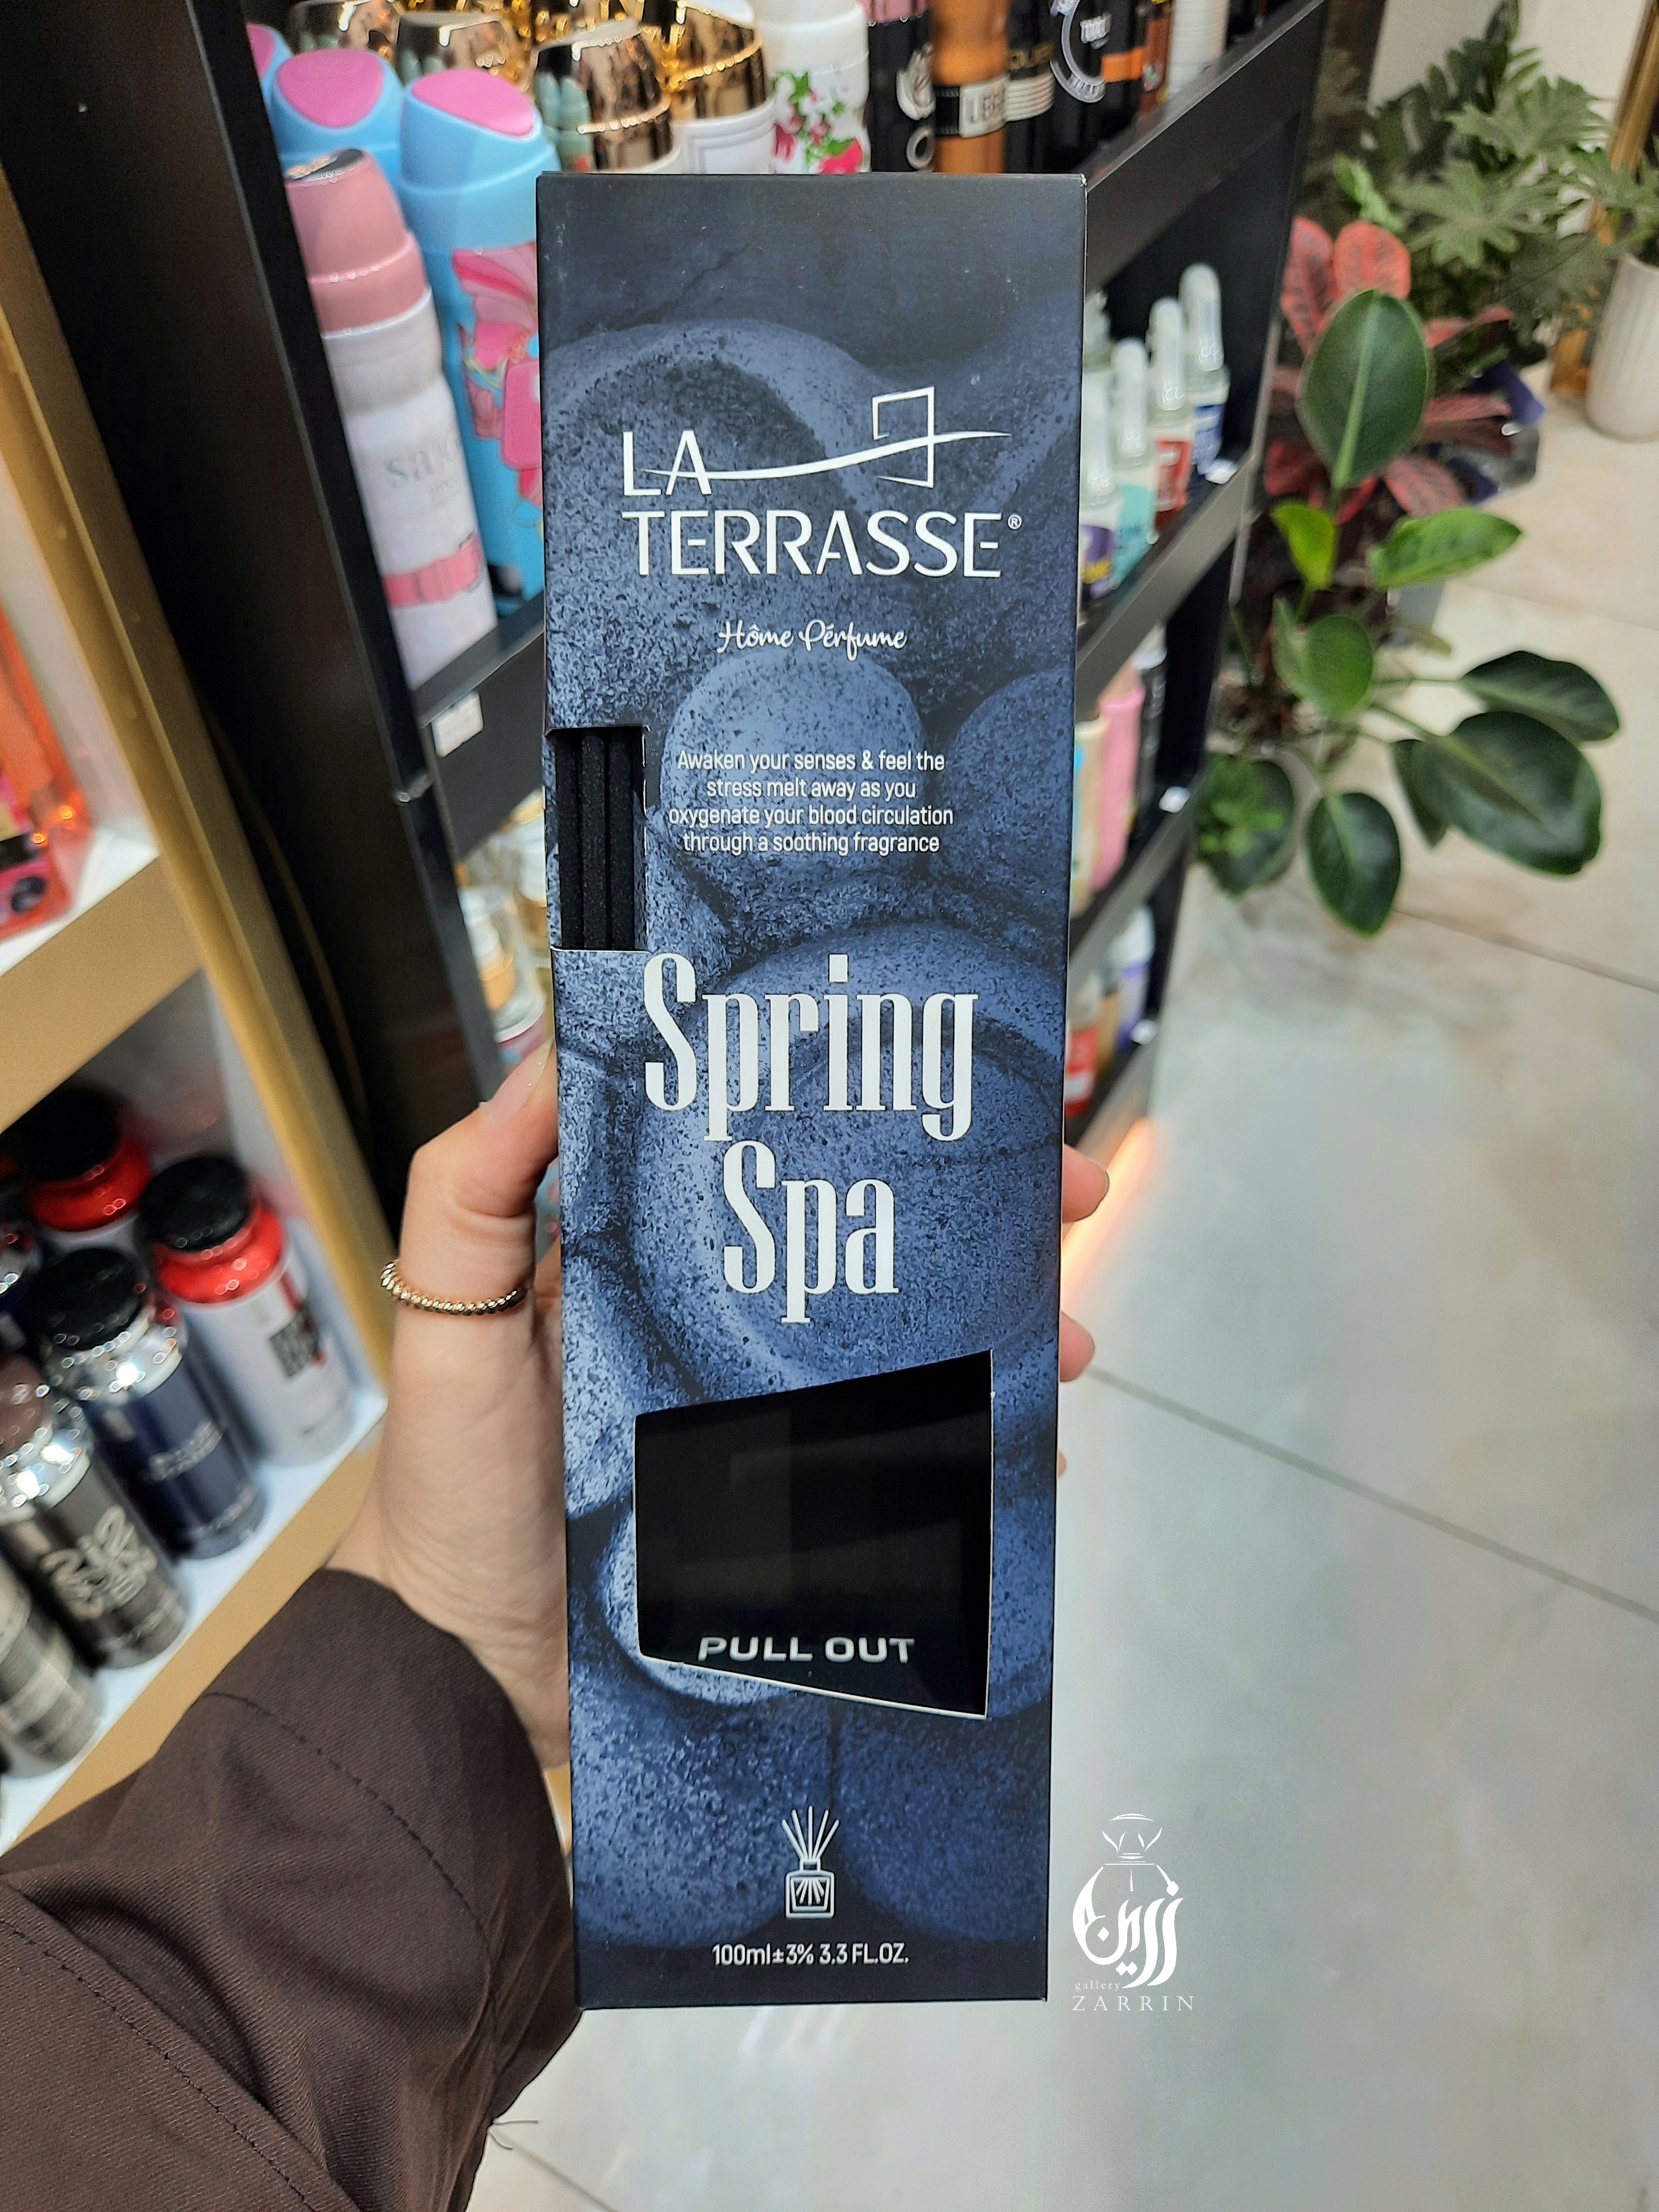 LA
TERRASSE®
Hôme Pérfume
Awaken your senses & feel the
stress melt away as you
oxygenate your blood circulation
through a soothing fragrance
Spring
Spa
PULL OUT
100ml±3% 3.3 FL.OZ.
زرین
gallery
ZARRIN
212